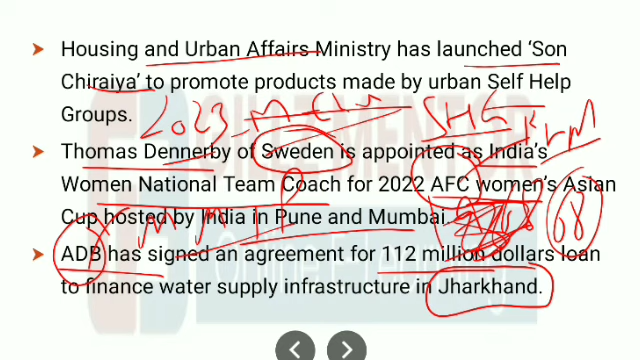 ➤ Housing and Urban Affairs Ministry has launched ‘Son
Chiraiya’ to promote products made by urban Self Help
Groups.
2023
SHG
➤ Thomas Dennerby of Sweden is appointed as India’s
Women National Team Coach for 2022 AFC women’s Asian
Cup hosted by India in Pune and Mumbai
68
➤ ADB has signed an agreement for 112 million dollars loan
to finance water supply infrastructure in Jharkhand.